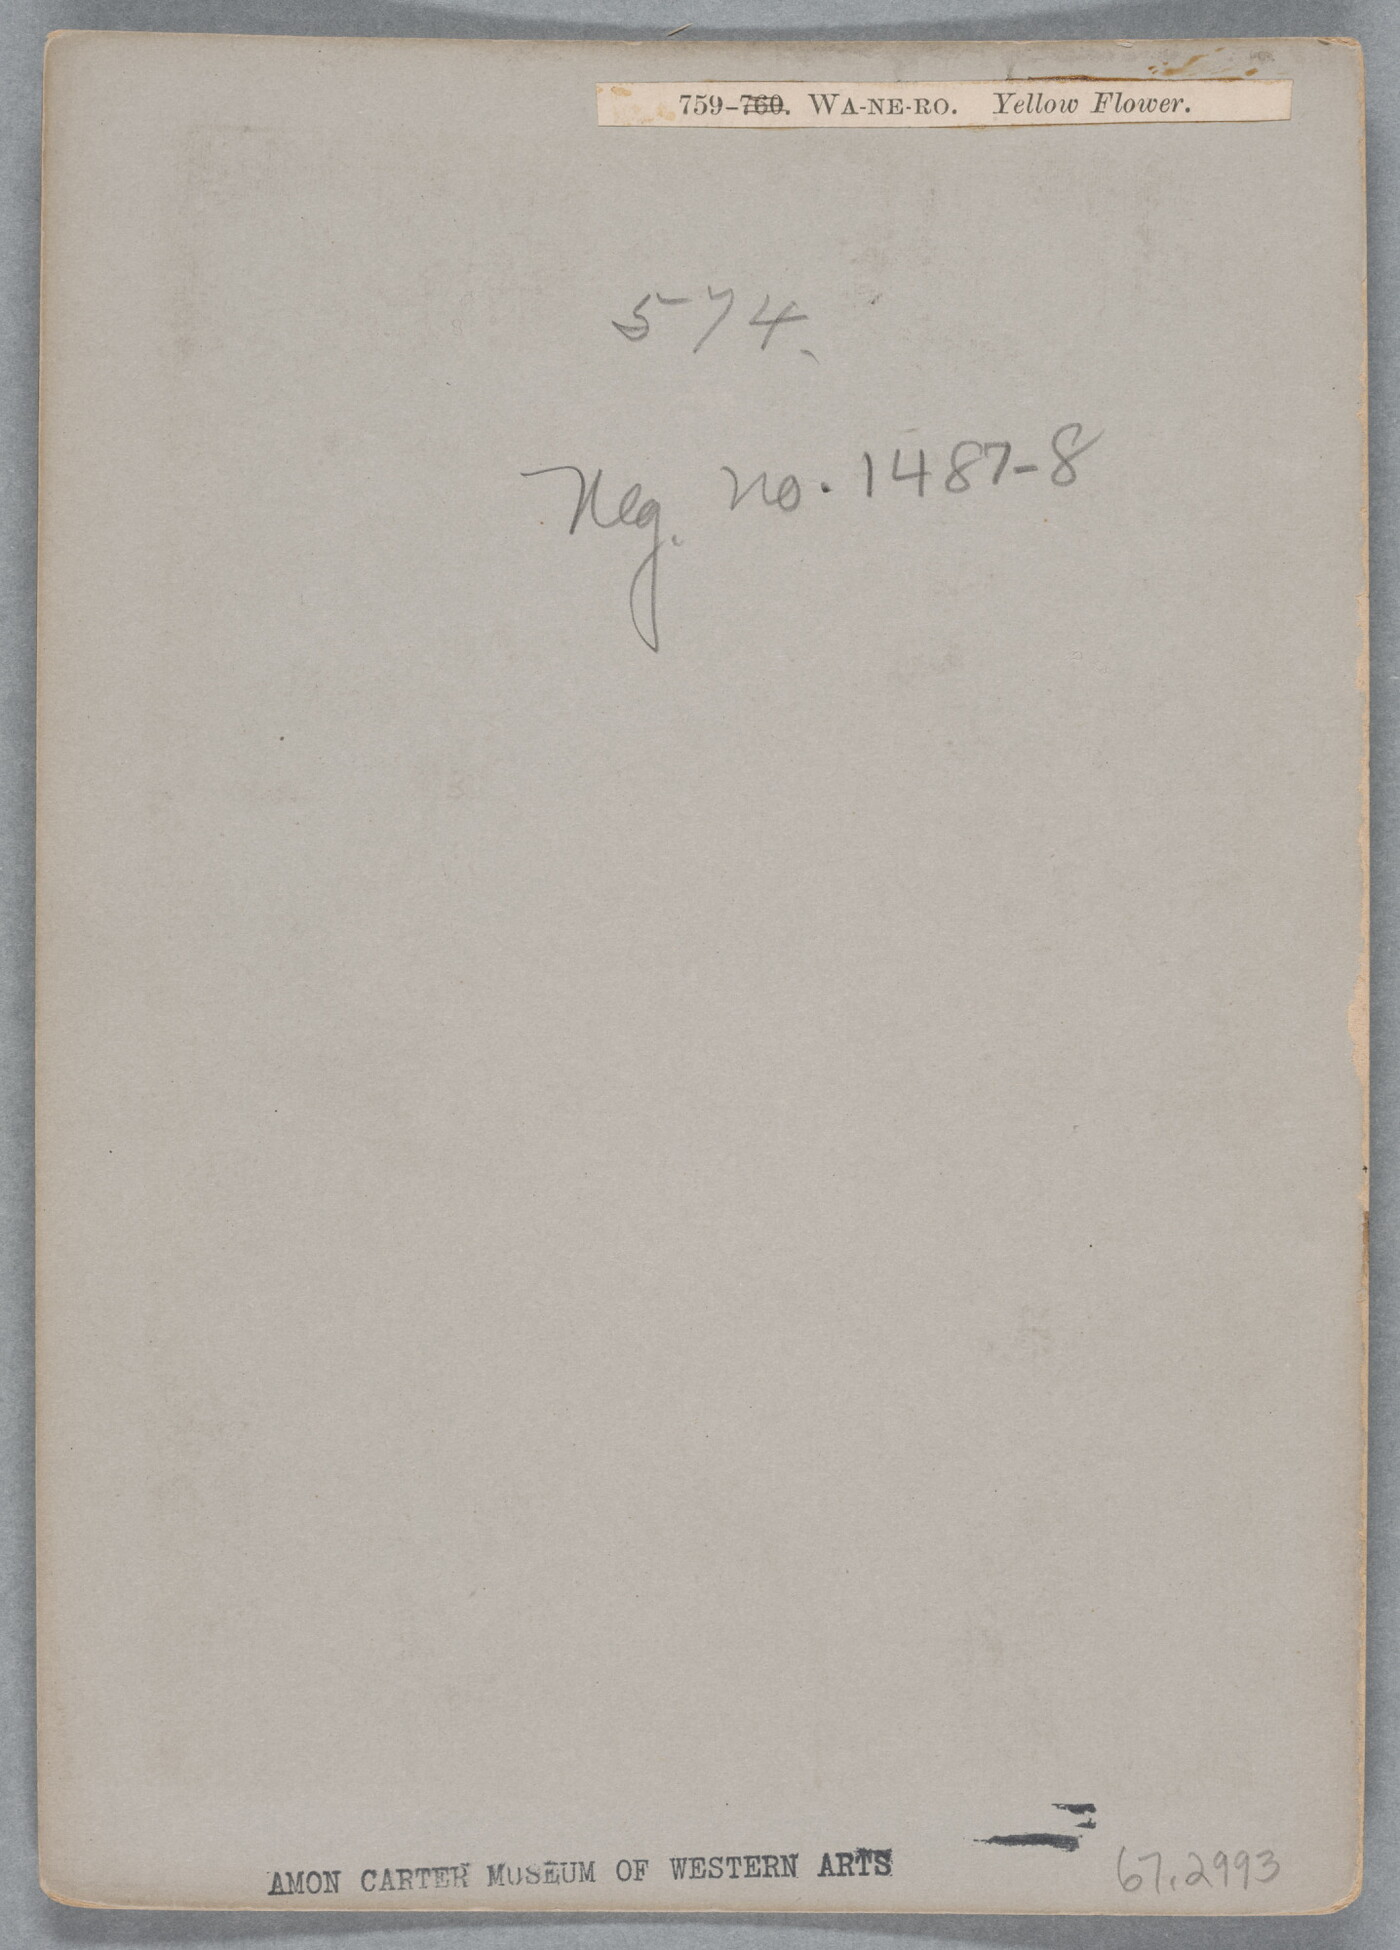 759-760. WA-NE-RO. Yellow Flower.
574.
Neg. No. 1487-8
AMON CARTER MUSEUM OF WESTERN ARTS
67.2993